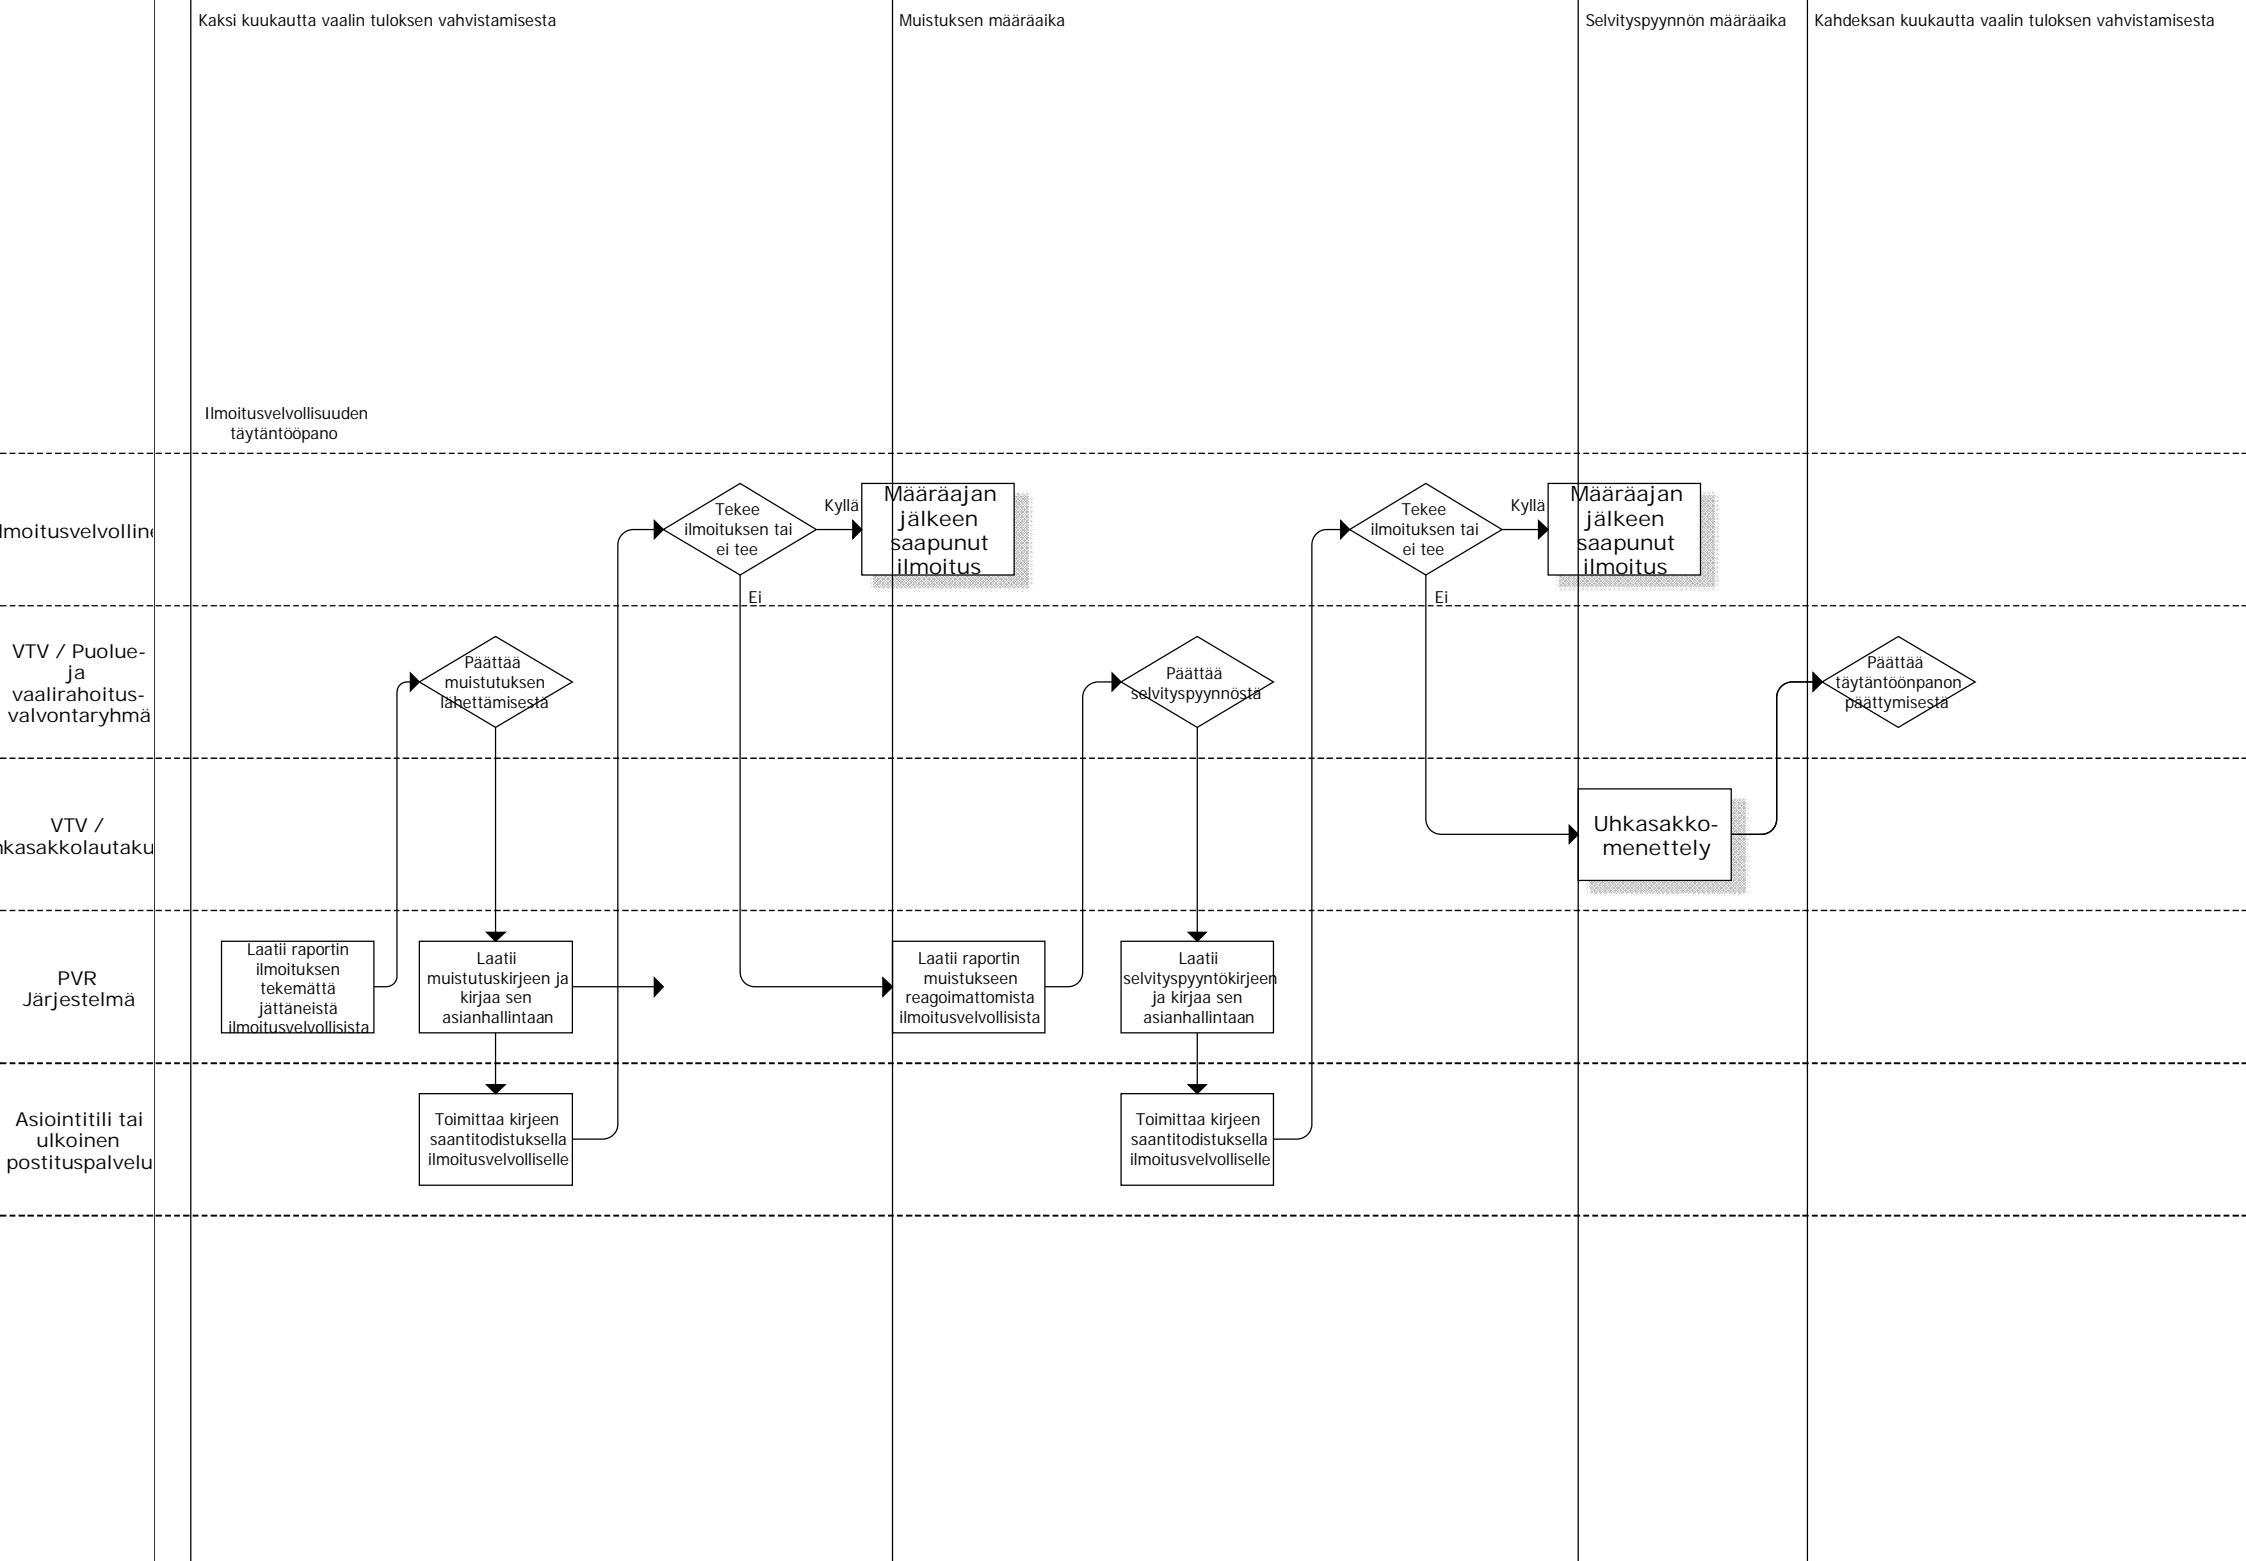 Kaksi kuukautta vaalin tuloksen vahvistamisesta
Muistuksen määräaika
Selvityspyynnön määräaika
Kahdeksan kuukautta vaalin tuloksen vahvistamisesta
Ilmoitusvelvollisuuden
täytäntööpano
lmoitusvelvolline
Tekee
ilmoituksen tai
ei tee
Kyllä
Ei
Määräajan
jälkeen
saapunut
ilmoitus
Tekee
ilmoituksen tai
ei tee
Kyllä
Ei
Määräajan
jälkeen
saapunut
ilmoitus
VTV / Puolue-
ja
vaalirahoitus-
valvontaryhmä
Päättää
muistutuksen
lähettämisestä
Päättää
selvityspyynnöstä
Päättää
täytäntöönpanon
päättymisestä
VTV /
hkasakkolautaku
Uhkasakko-
menettely
PVR
Järjestelmä
Laatii raportin
ilmoituksen
tekemättä
jättäneistä
ilmoitusvelvollisista
Laatii
muistutuskirjeen ja
kirjaa sen
asianhallintaan
Laatii raportin
muistukseen
reagoimattomista
ilmoitusvelvollisista
Laatii
selvityspyyntökirjeen
ja kirjaa sen
asianhallintaan
Asiointitili tai
ulkoinen
postituspalvelu
Toimittaa kirjeen
saantitodistuksella
ilmoitusvelvolliselle
Toimittaa kirjeen
saantitodistuksella
ilmoitusvelvolliselle